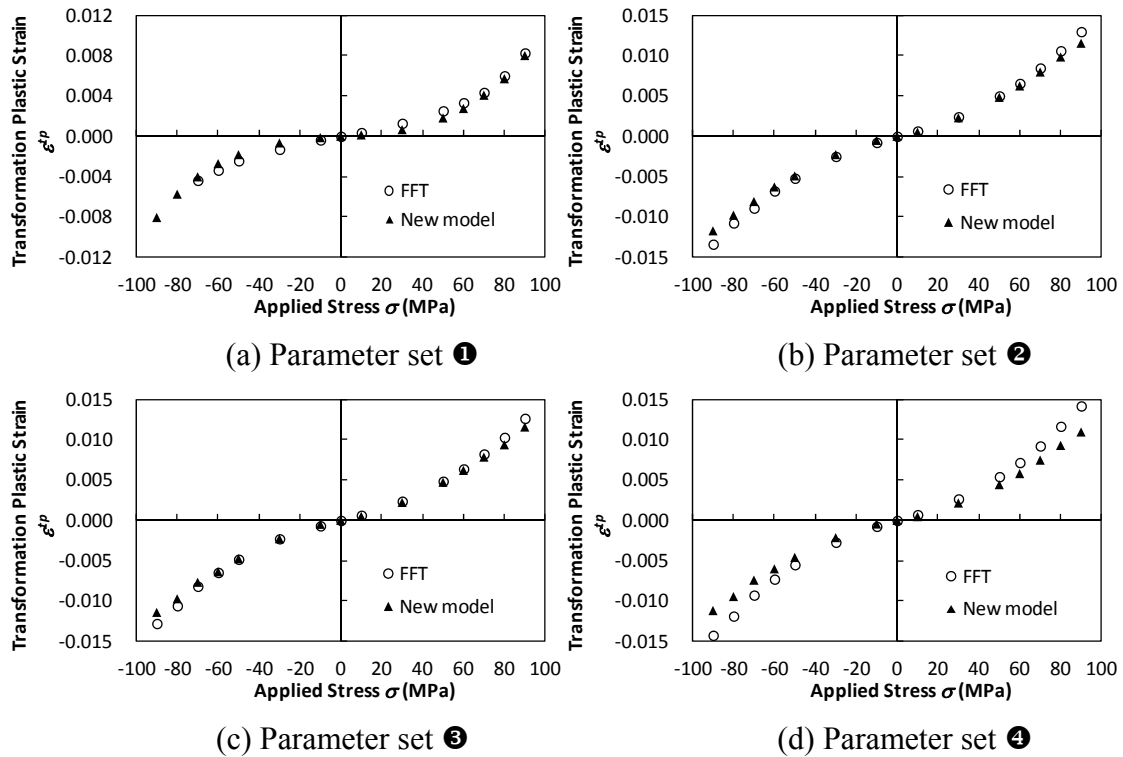 Transformation Plastic Strain
εtp
0.012
0.008
0.004
0.000
-0.004
-0.008
-0.012
FFT
New model
-100 -80 -60 -40 -20 0 20 40 60 80 100
Applied Stress σ (MPa)
(a) Parameter set ❶
Transformation Plastic Strain
εtp
0.015
0.010
0.005
0.000
-0.005
-0.010
-0.015
FFT
New model
-100 -80 -60 -40 -20 0 20 40 60 80 100
Applied Stress σ (MPa)
(b) Parameter set ❷
Transformation Plastic Strain
εtp
0.015
0.010
0.005
0.000
-0.005
-0.010
-0.015
FFT
New model
-100 -80 -60 -40 -20 0 20 40 60 80 100
Applied Stress σ (MPa)
(c) Parameter set ❸
Transformation Plastic Strain
εtp
0.015
0.010
0.005
0.000
-0.005
-0.010
-0.015
FFT
New model
-100 -80 -60 -40 -20 0 20 40 60 80 100
Applied Stress σ (MPa)
(d) Parameter set ❹